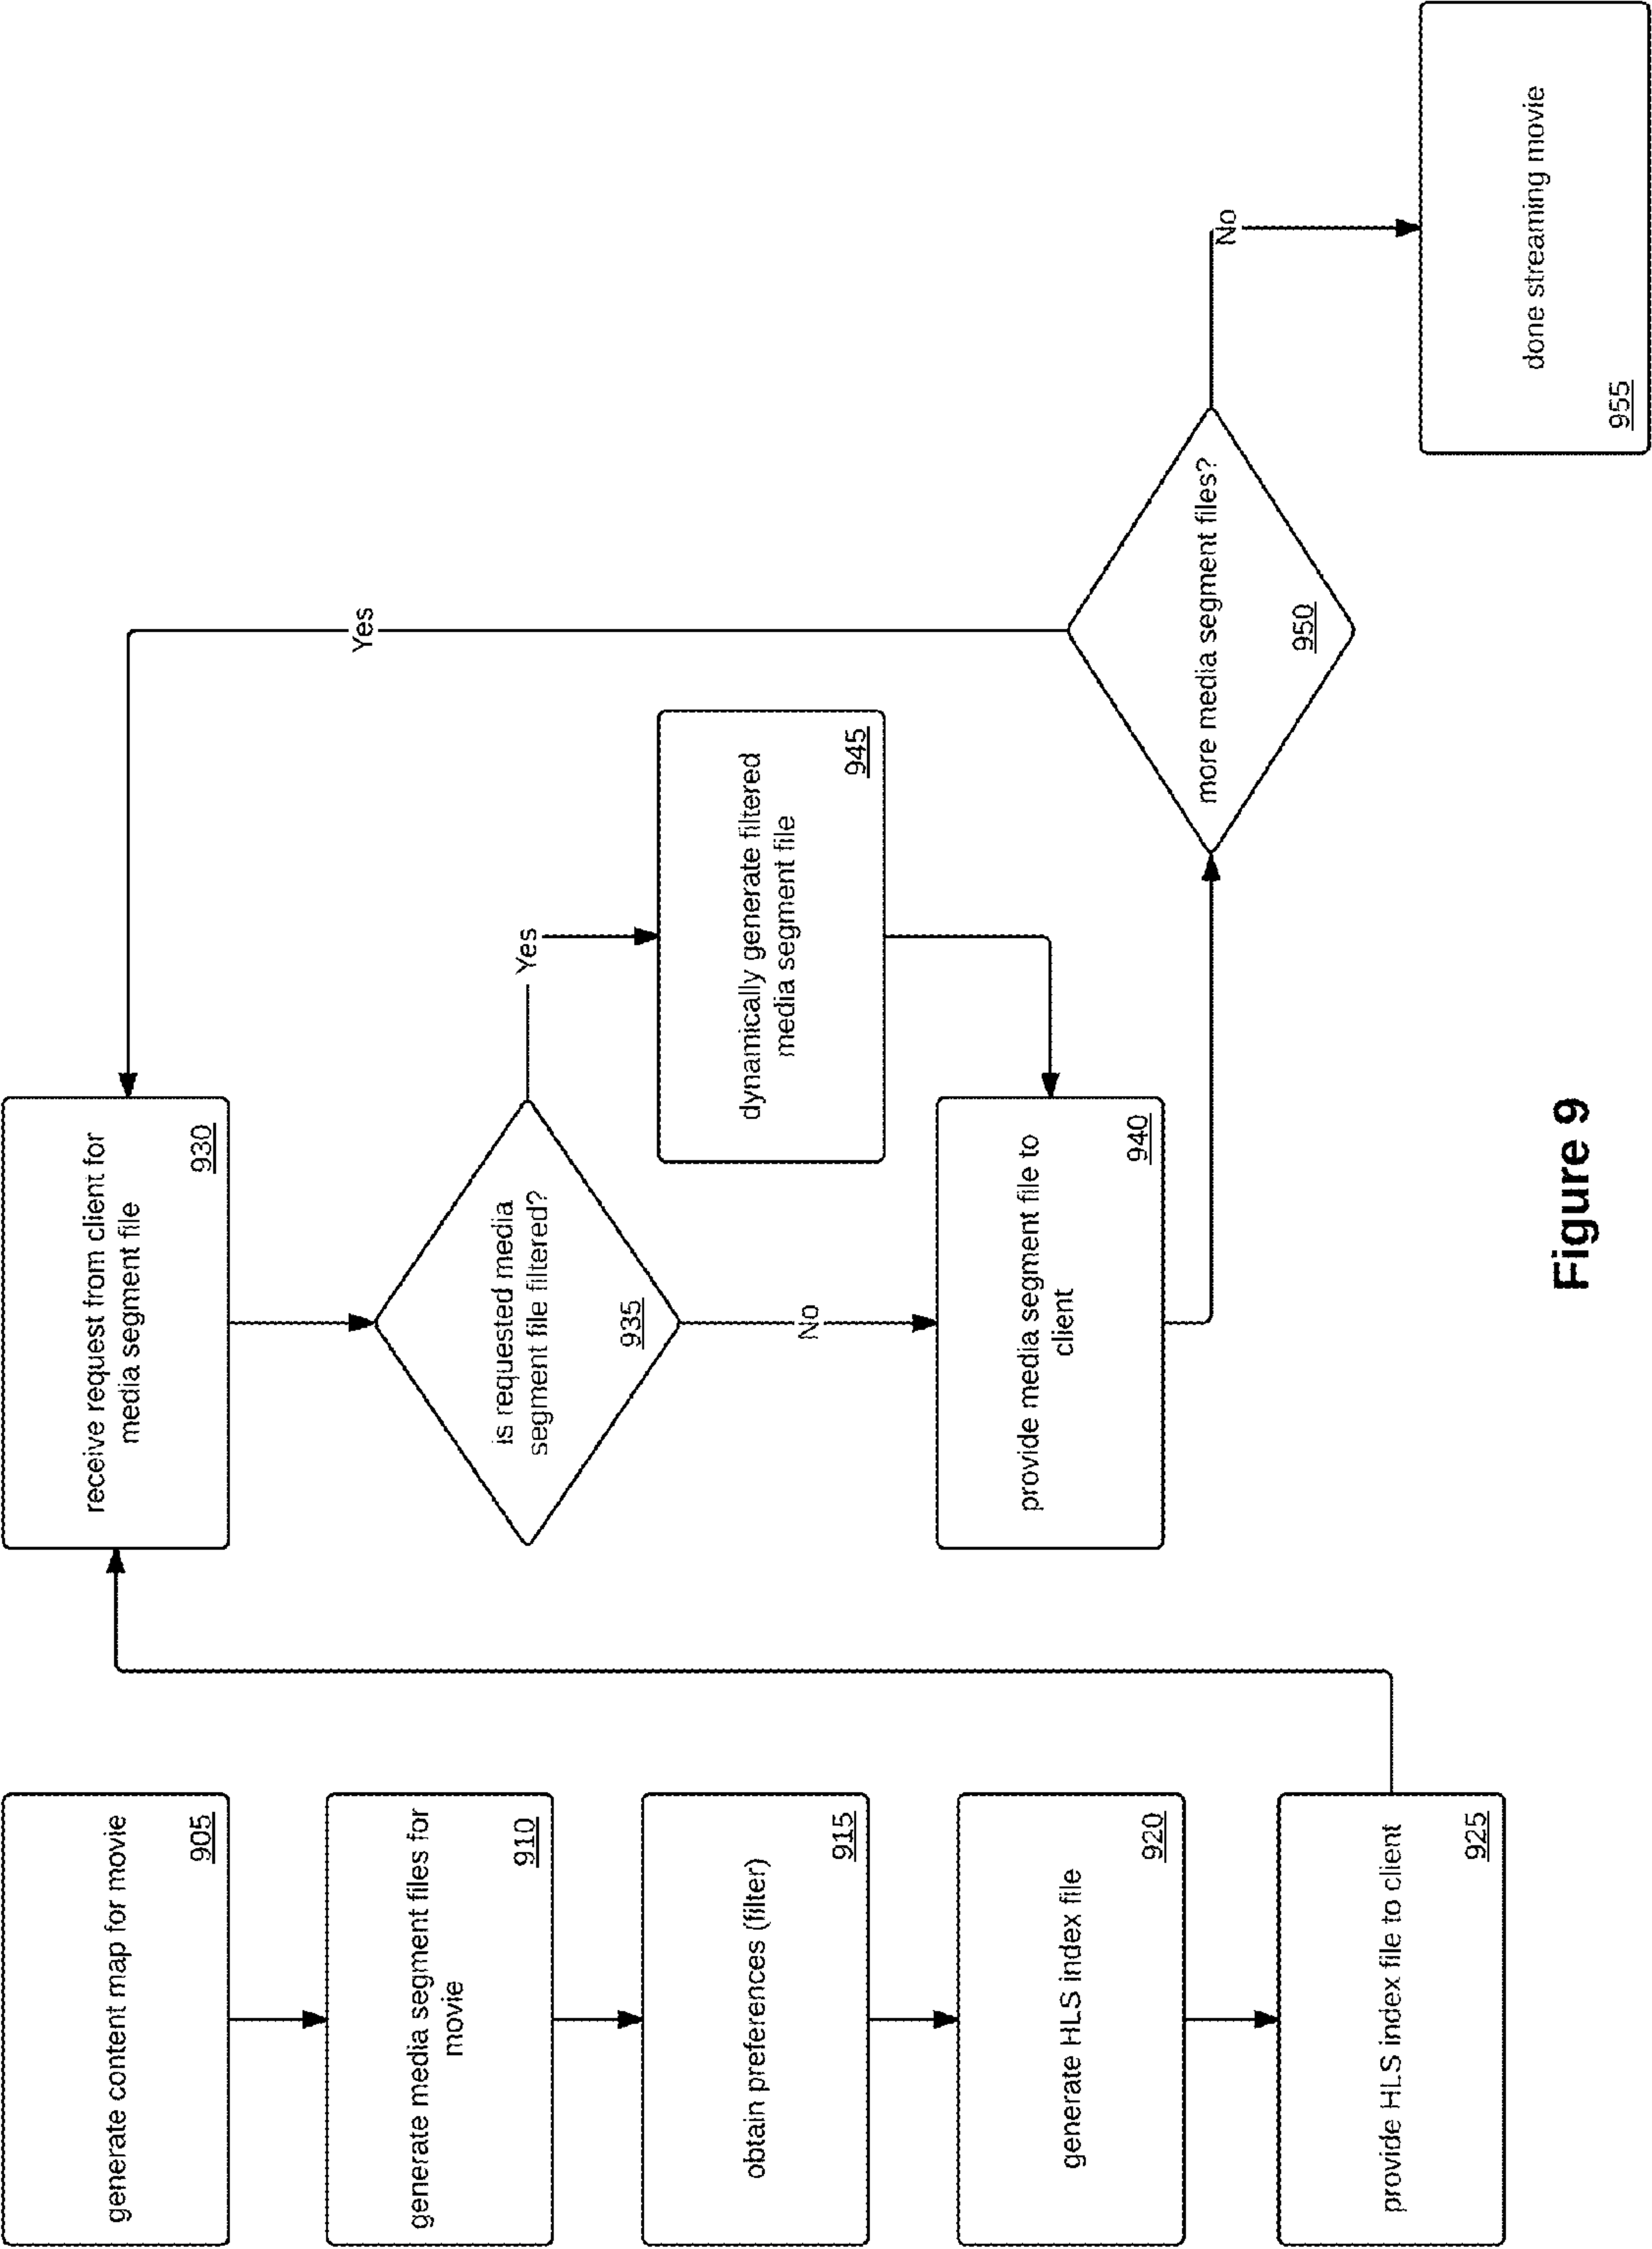 generate content map for movie
905
generate media segment files for
movie
910
obtain preferences (filter)
915
generate HLS index file
920
provide HLS index file to client
925
receive request from client for
media segment file
930
is requested media
segment file filtered?
935
Yes
No
dynamically generate filtered
media segment file
945
provide media segment file to
client
940
more media segment files?
950
Yes
No
done streaming movie
955
Figure 9